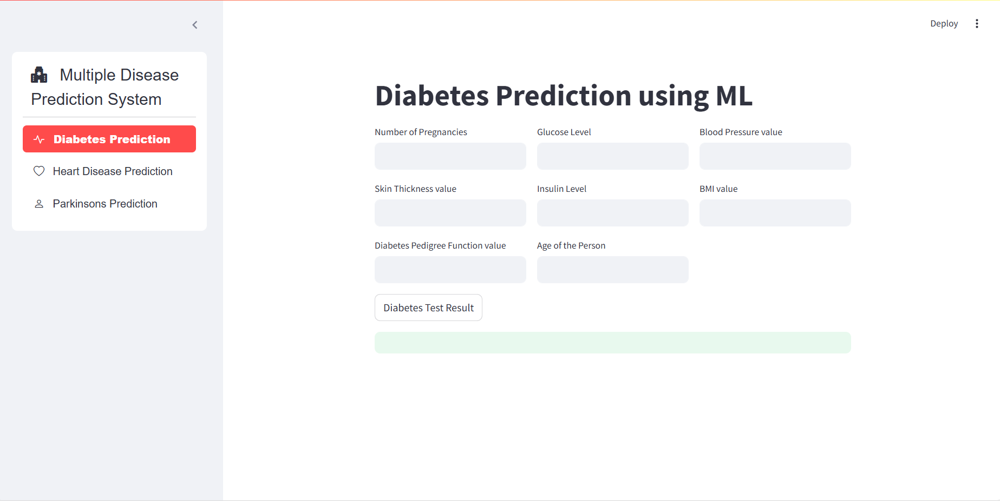 Deploy
Multiple Disease
Prediction System
Diabetes Prediction
Heart Disease Prediction
Parkinsons Prediction
Diabetes Prediction using ML
Number of Pregnancies
Glucose Level
Blood Pressure value
Skin Thickness value
Insulin Level
BMI value
Diabetes Pedigree Function value
Age of the Person
Diabetes Test Result